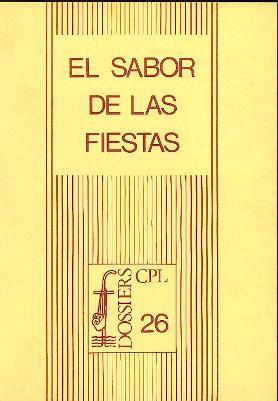 EL SABOR
DE LAS
FIESTAS
DOSSIERS
CPL
26